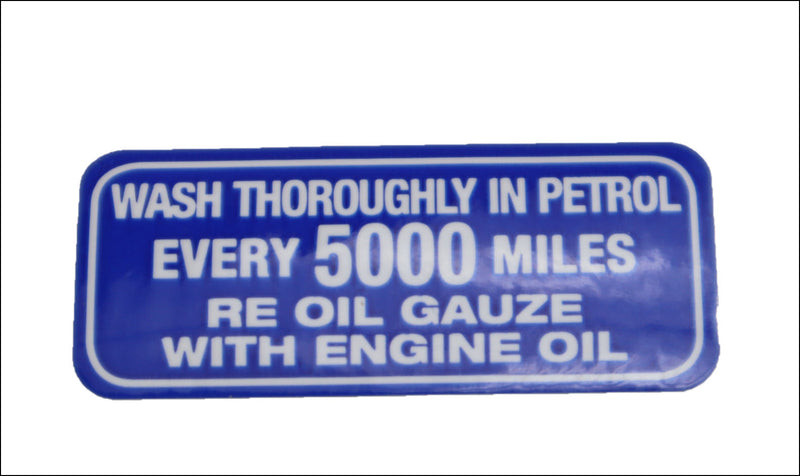 WASH THOROUGHLY IN PETROL
EVERY 5000 MILES
RE OIL GAUZE
WITH ENGINE OIL